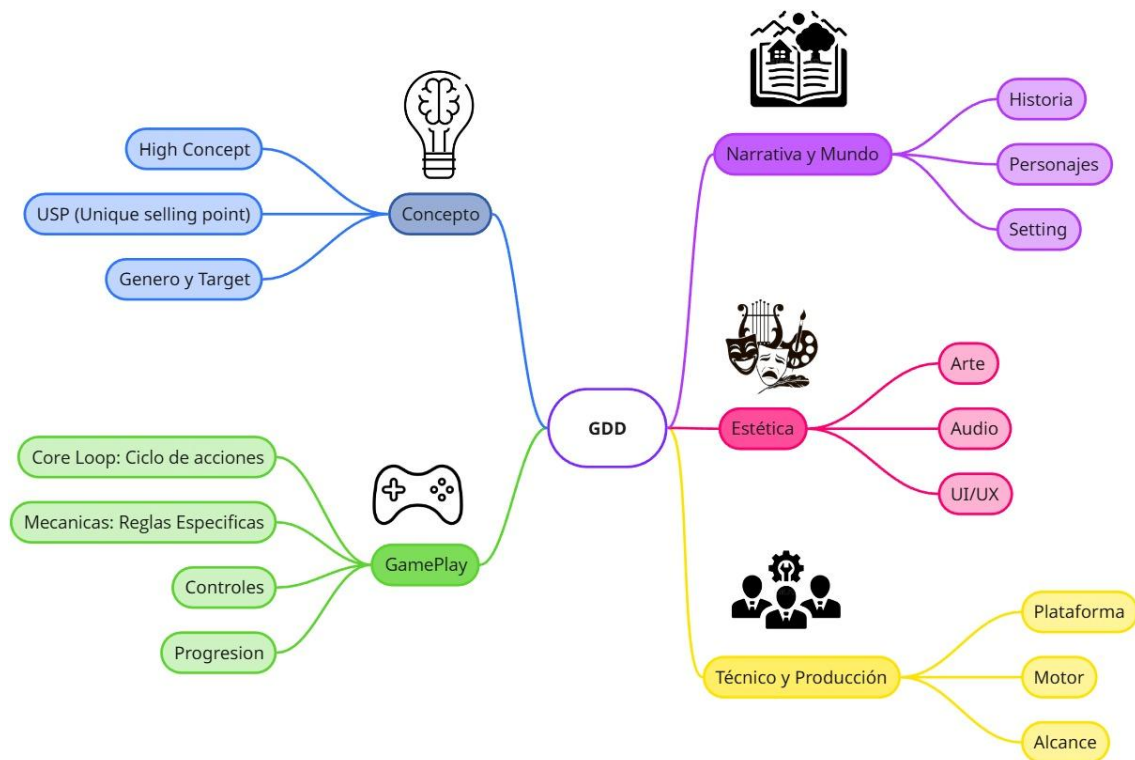 GDD
Concepto
High Concept
USP (Unique selling point)
Genero y Target
GamePlay
Core Loop: Ciclo de acciones
Mecanicas: Reglas Especificas
Controles
Progresion
Narrativa y Mundo
Historia
Personajes
Setting
Estética
Arte
Audio
UI/UX
Técnico y Producción
Plataforma
Motor
Alcance